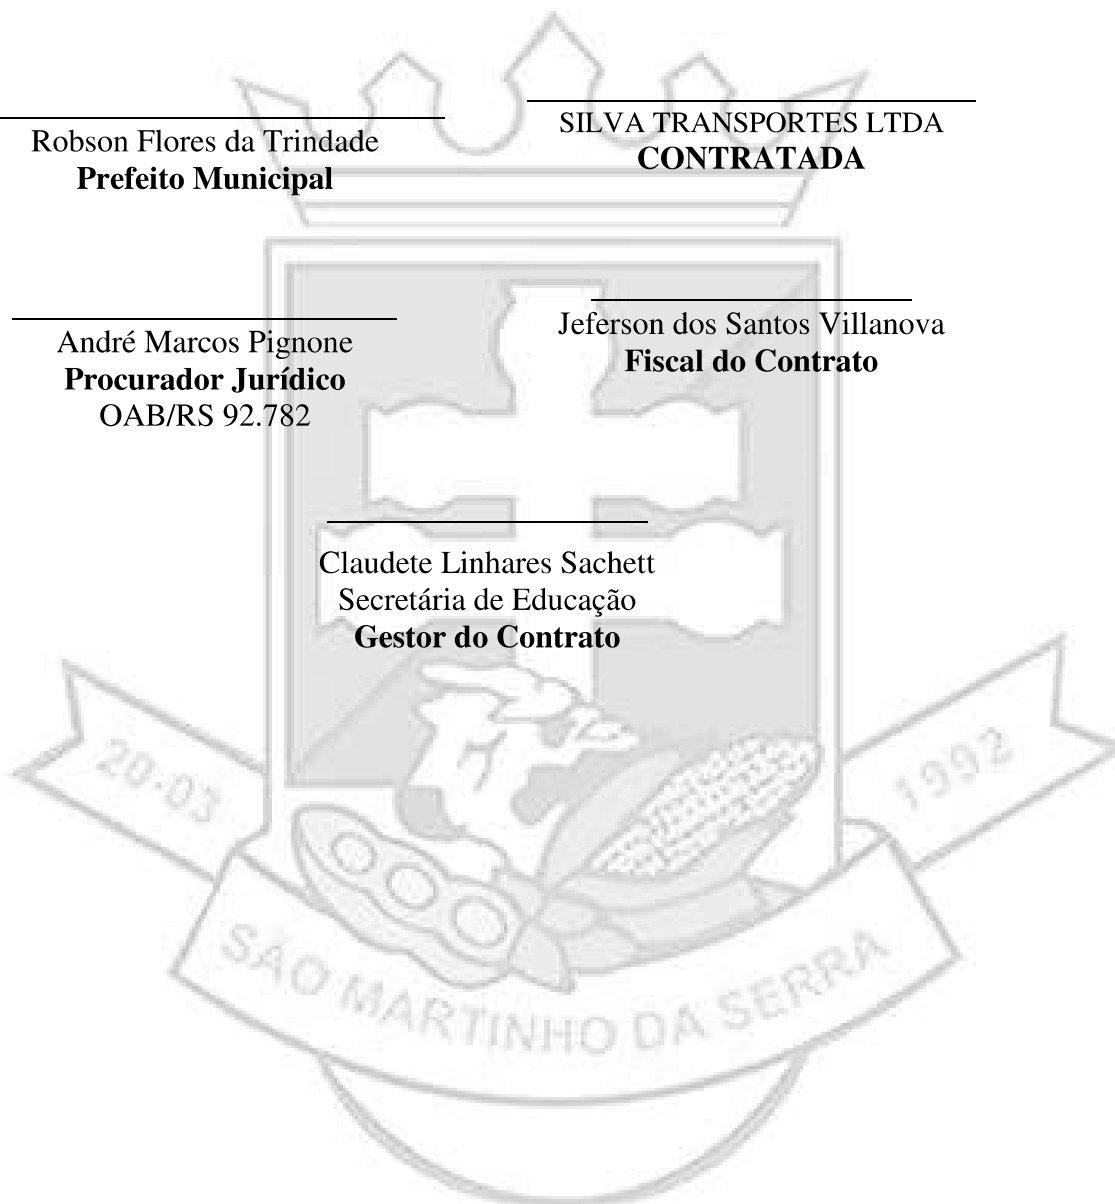 Robson Flores da Trindade
Prefeito Municipal
SILVA TRANSPORTES LTDA
CONTRATADA
André Marcos Pignone
Procurador Jurídico
OAB/RS 92.782
Jeferson dos Santos Villanova
Fiscal do Contrato
Claudete Linhares Sachett
Secretária de Educação
Gestor do Contrato
20-03
1992
SÃO MARTINHO DA SERRA